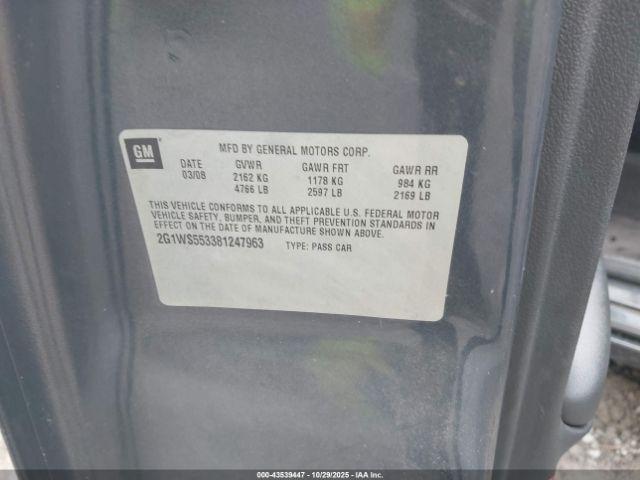 GM
MFD BY GENERAL MOTORS CORP.
DATE GVWR GAWR FRT GAWR RR
03/08 2162 KG 1178 KG 984 KG
4766 LB 2597 LB 2169 LB
THIS VEHICLE CONFORMS TO ALL APPLICABLE U.S. FEDERAL MOTOR
VEHICLE SAFETY, BUMPER, AND THEFT PREVENTION STANDARDS IN
EFFECT ON THE DATE OF MANUFACTURE SHOWN ABOVE.
2G1WS553381247963 TYPE: PASS CAR
000-43539447 - 10/29/2025 - IAA Inc.